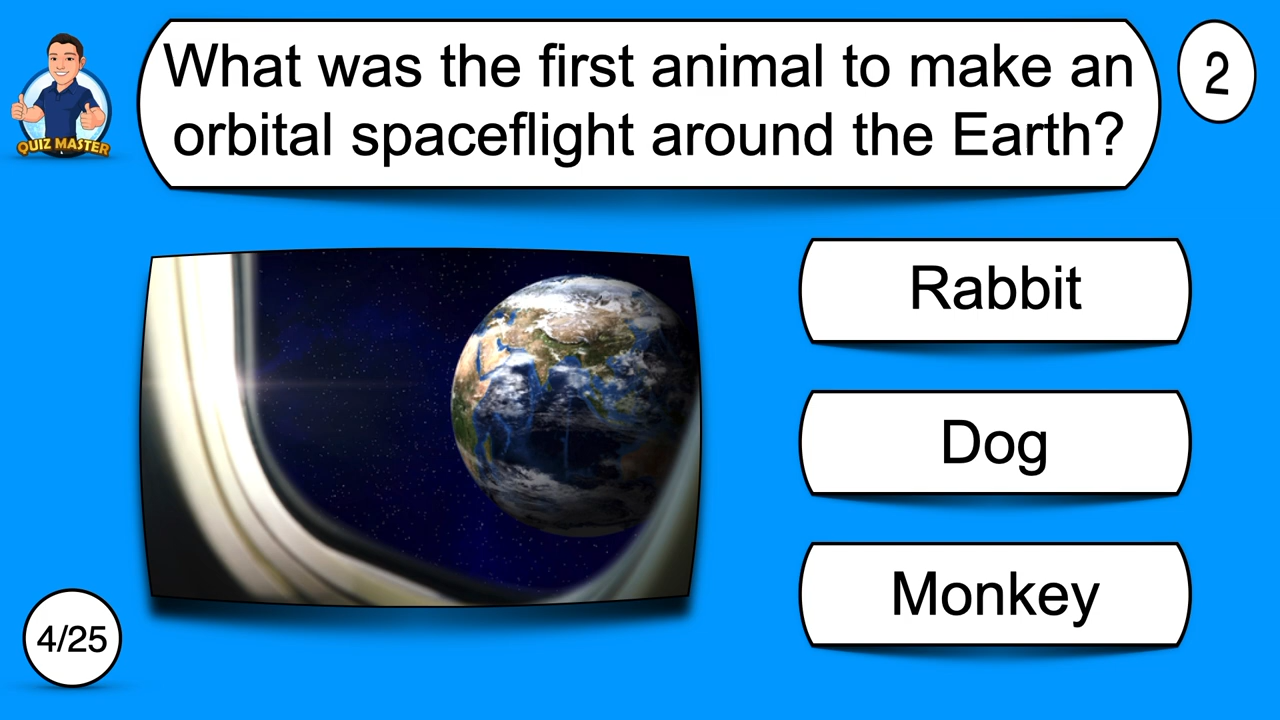 What was the first animal to make an
orbital spaceflight around the Earth?
2
QUIZ MASTER
Rabbit
Dog
Monkey
4/25